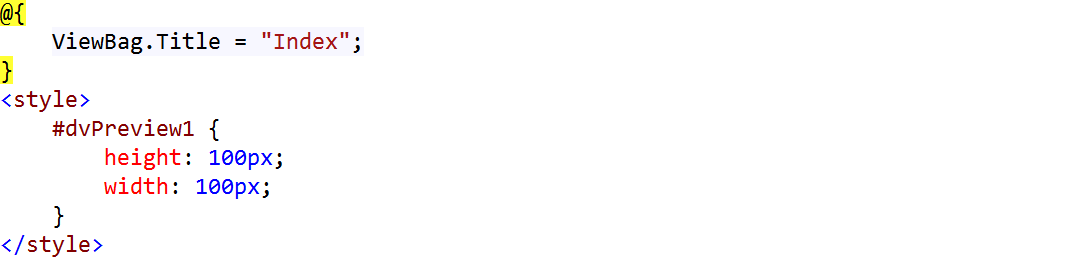 @{
    ViewBag.Title = "Index";
}
<style>
    #dvPreview1 {
        height: 100px;
        width: 100px;
    }
</style>